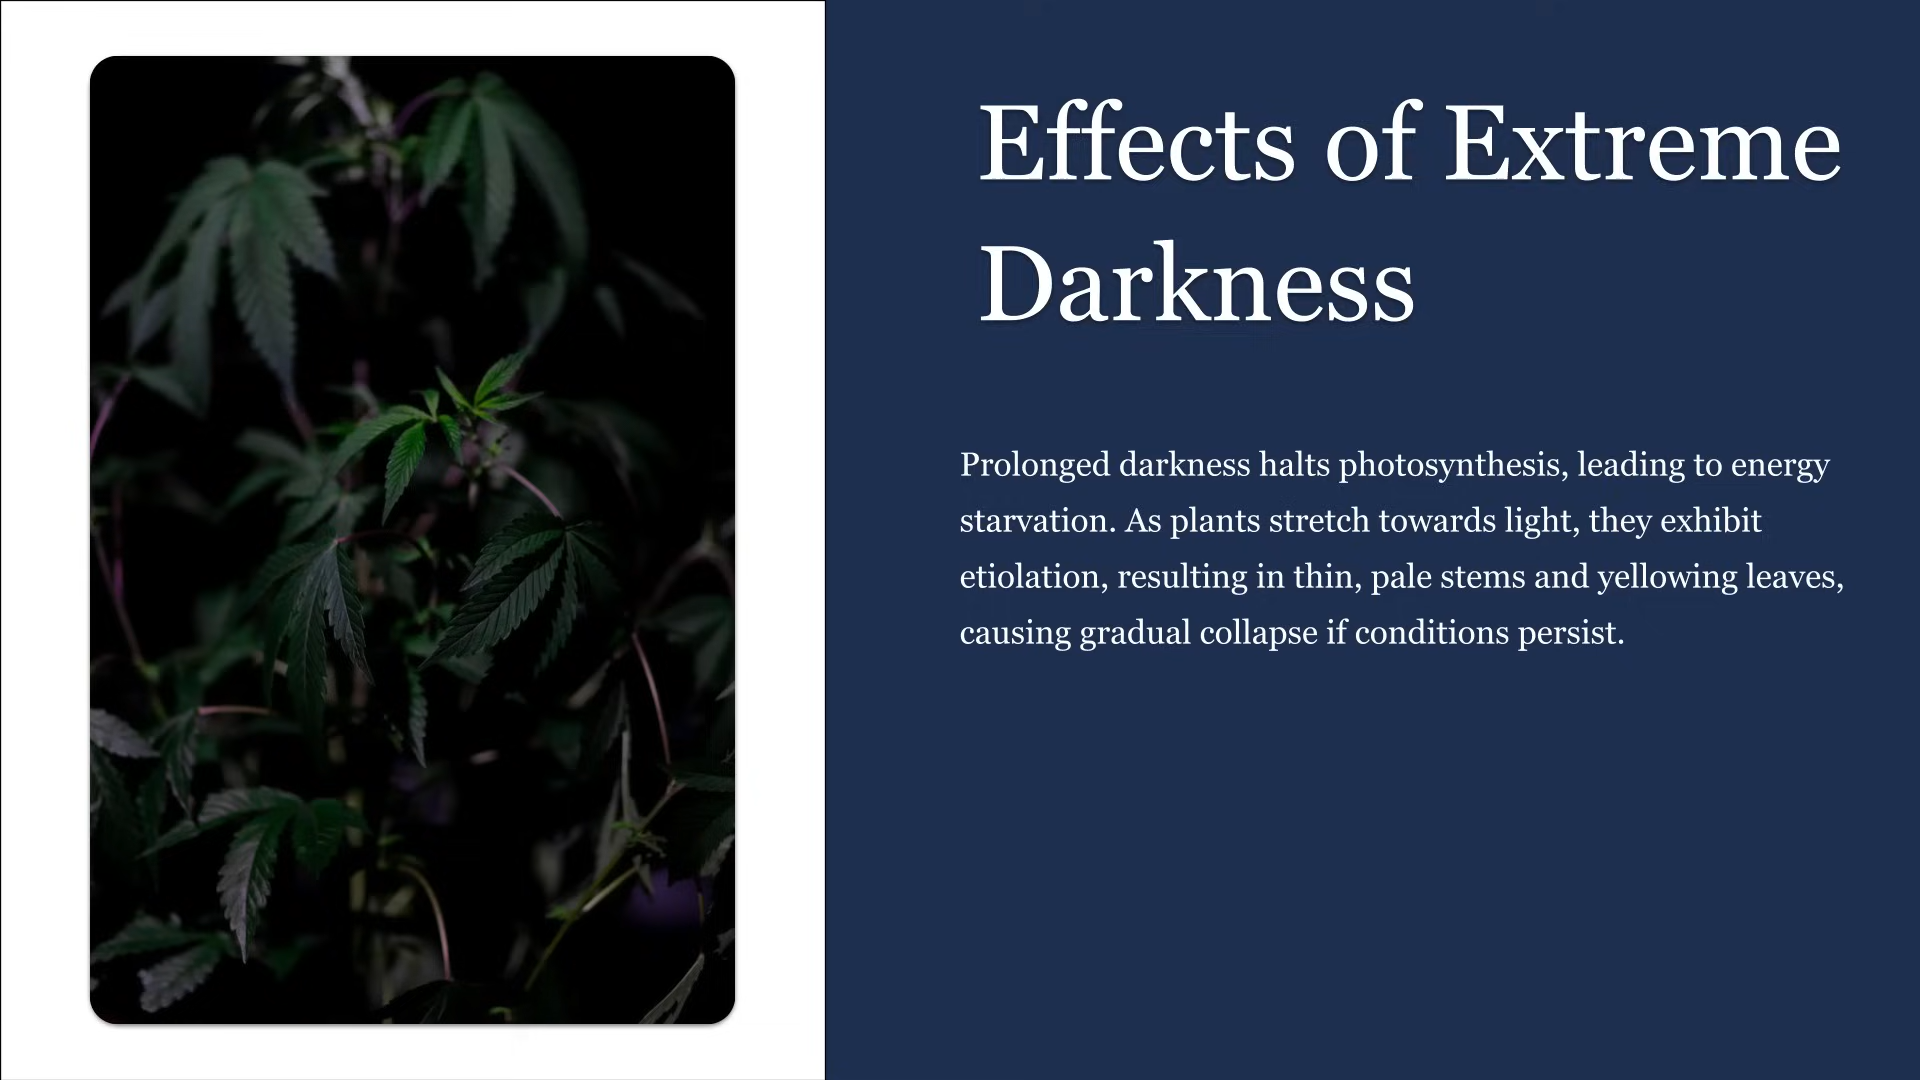 Effects of Extreme
Darkness
Prolonged darkness halts photosynthesis, leading to energy
starvation. As plants stretch towards light, they exhibit
etiolation, resulting in thin, pale stems and yellowing leaves,
causing gradual collapse if conditions persist.